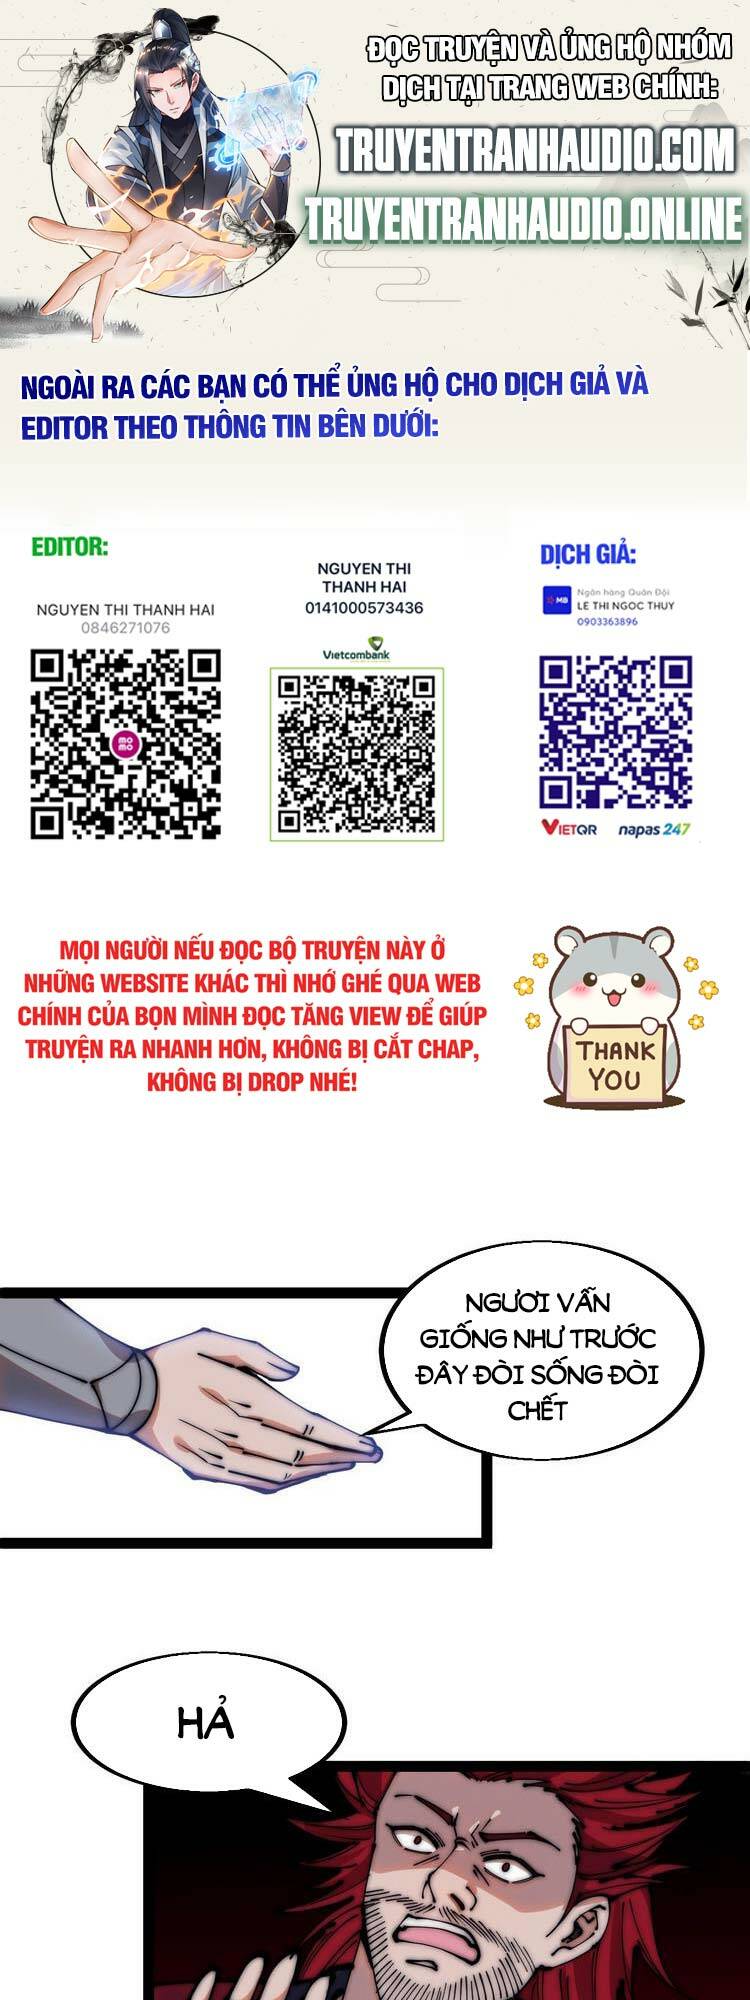 ĐỌC TRUYỆN VÀ ỦNG HỘ NHÓM
DỊCH TẠI TRANG WEB CHÍNH:
TRUYENTRANHAUDIO.COM
TRUYENTRANHAUDIO.ONLINE
NGOÀI RA CÁC BẠN CÓ THỂ ỦNG HỘ CHO DỊCH GIẢ VÀ
EDITOR THEO THÔNG TIN BÊN DƯỚI:
EDITOR:
NGUYEN THI THANH HAI
0846271076
mo
mo
NGUYEN THI
THANH HAI
0141000573436
Vietcombank
DỊCH GIẢ:
MB
Ngân hàng Quân Đội
LE THI NGOC THUY
0903363896
VIETQR napas 247
MỌI NGƯỜI NẾU ĐỌC BỘ TRUYỆN NÀY Ở
NHỮNG WEBSITE KHÁC THÌ NHỚ GHÉ QUA WEB
CHÍNH CỦA BỌN MÌNH ĐỌC TĂNG VIEW ĐỂ GIÚP
TRUYỆN RA NHANH HƠN, KHÔNG BỊ CẮT CHAP,
KHÔNG BỊ DROP NHÉ!
THANK
YOU
NGƯƠI VẪN
GIỐNG NHƯ TRƯỚC
ĐÂY ĐÒI SỐNG ĐÒI
CHẾT
HẢ